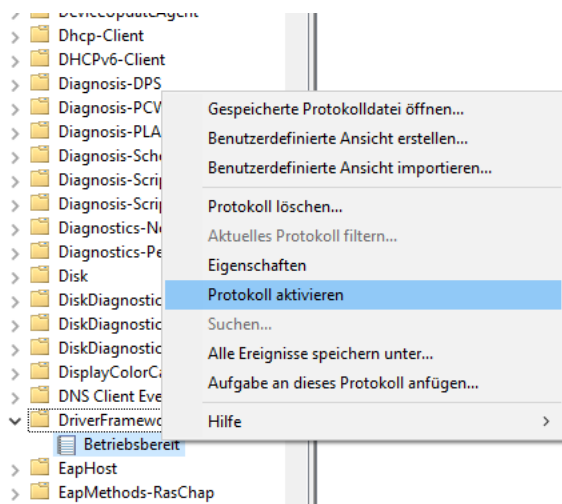 DeviceUpdateAgent
Dhcp-Client
DHCPv6-Client
Diagnosis-DPS
Diagnosis-PCW
Diagnosis-PLA
Diagnosis-Sche
Diagnosis-Scrip
Diagnosis-Scrip
Diagnostics-Ne
Diagnostics-Pe
Disk
DiskDiagnostic
DiskDiagnostic
DiskDiagnostic
DisplayColorCa
DNS Client Eve
DriverFramewo
Betriebsbereit
EapHost
EapMethods-RasChap
Gespeicherte Protokolldatei öffnen...
Benutzerdefinierte Ansicht erstellen...
Benutzerdefinierte Ansicht importieren...
Protokoll löschen...
Aktuelles Protokoll filtern...
Eigenschaften
Protokoll aktivieren
Suchen...
Alle Ereignisse speichern unter...
Aufgabe an dieses Protokoll anfügen...
Hilfe